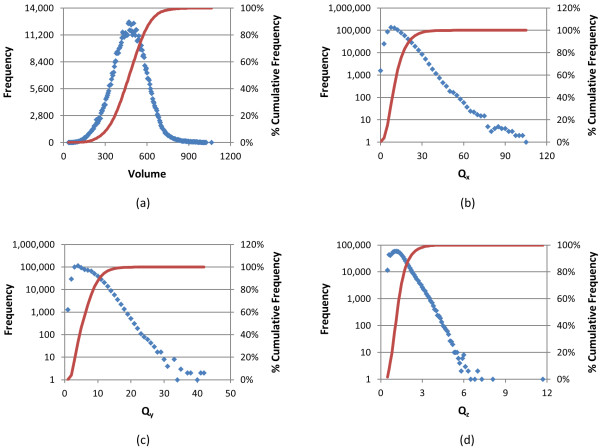 14,000 100% 100,000 120%
11,200 80% 10,000 100%
8,400 60% 1,000 80%
5,600 40% 100 60%
2,800 20% 10 40%
0 0% 1 20%
0%
Frequency
% Cumulative Frequency
Frequency
% Cumulative Frequency
0 300 600 900 1200
0 30 60 90 120
Volume
Qx
(a)
(b)
1,000,000 120% 100,000 120%
100,000 100% 10,000 100%
10,000 80% 1,000 80%
1,000 60% 100 60%
100 40% 10 40%
10 20% 1 20%
1 0% 0%
Frequency
% Cumulative Frequency
Frequency
% Cumulative Frequency
0 10 20 30 40 50
0 3 6 9 12
Qy
Qc
(c)
(d)